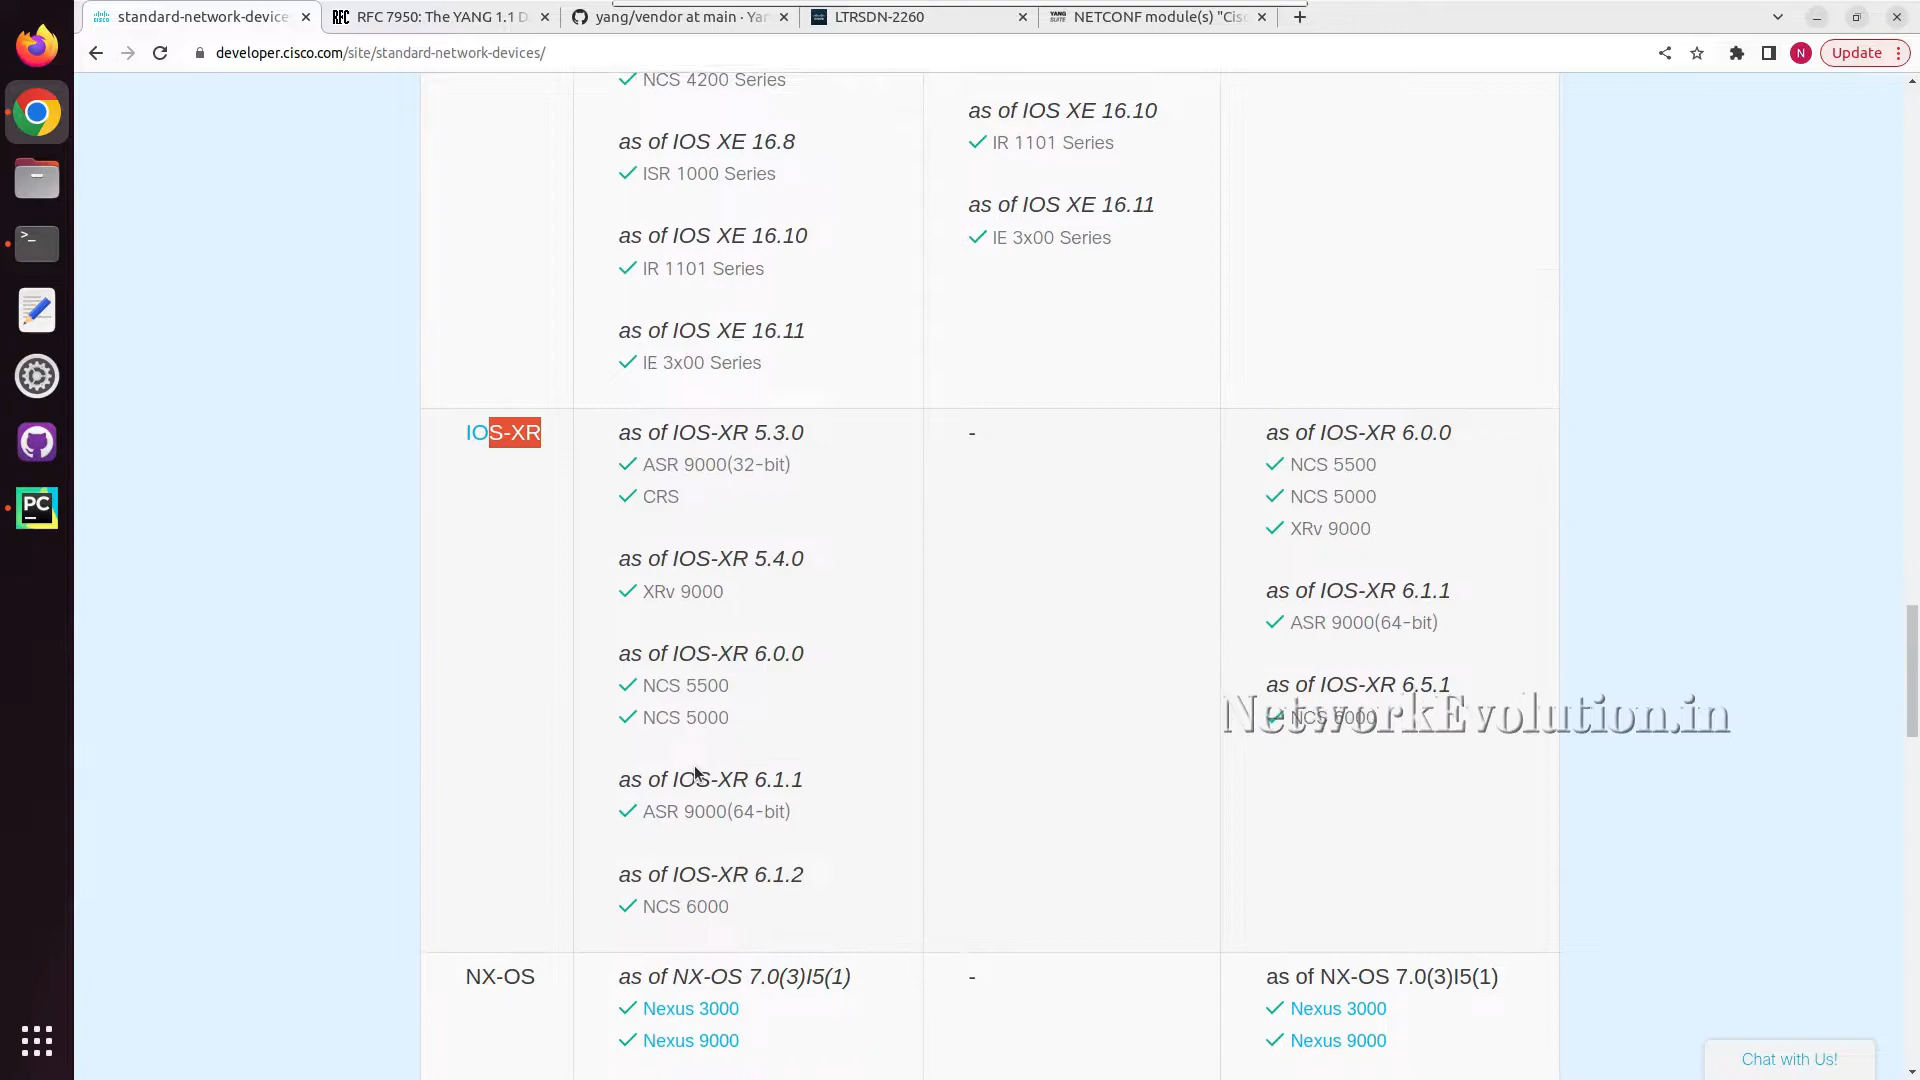 standard-network-device
RFC 7950: The YANG 1.1 D
yang/vendor at main · Yan
LTRSDN-2260
NETCONF module(s) "Cisc
developer.cisco.com/site/standard-network-devices/
N
Update
NCS 4200 Series
as of IOS XE 16.8
ISR 1000 Series
as of IOS XE 16.10
IR 1101 Series
as of IOS XE 16.11
IE 3x00 Series
as of IOS XE 16.10
IR 1101 Series
as of IOS XE 16.11
IE 3x00 Series
IOS-XR
as of IOS-XR 5.3.0
ASR 9000(32-bit)
CRS
as of IOS-XR 5.4.0
XRv 9000
as of IOS-XR 6.0.0
NCS 5500
NCS 5000
as of IOS-XR 6.1.1
ASR 9000(64-bit)
as of IOS-XR 6.1.2
NCS 6000
-
as of IOS-XR 6.0.0
NCS 5500
NCS 5000
XRv 9000
as of IOS-XR 6.1.1
ASR 9000(64-bit)
as of IOS-XR 6.5.1
NCS 6000
NetworkEvolution.in
NX-OS
as of NX-OS 7.0(3)I5(1)
Nexus 3000
Nexus 9000
-
as of NX-OS 7.0(3)I5(1)
Nexus 3000
Nexus 9000
Chat with Us!
PC